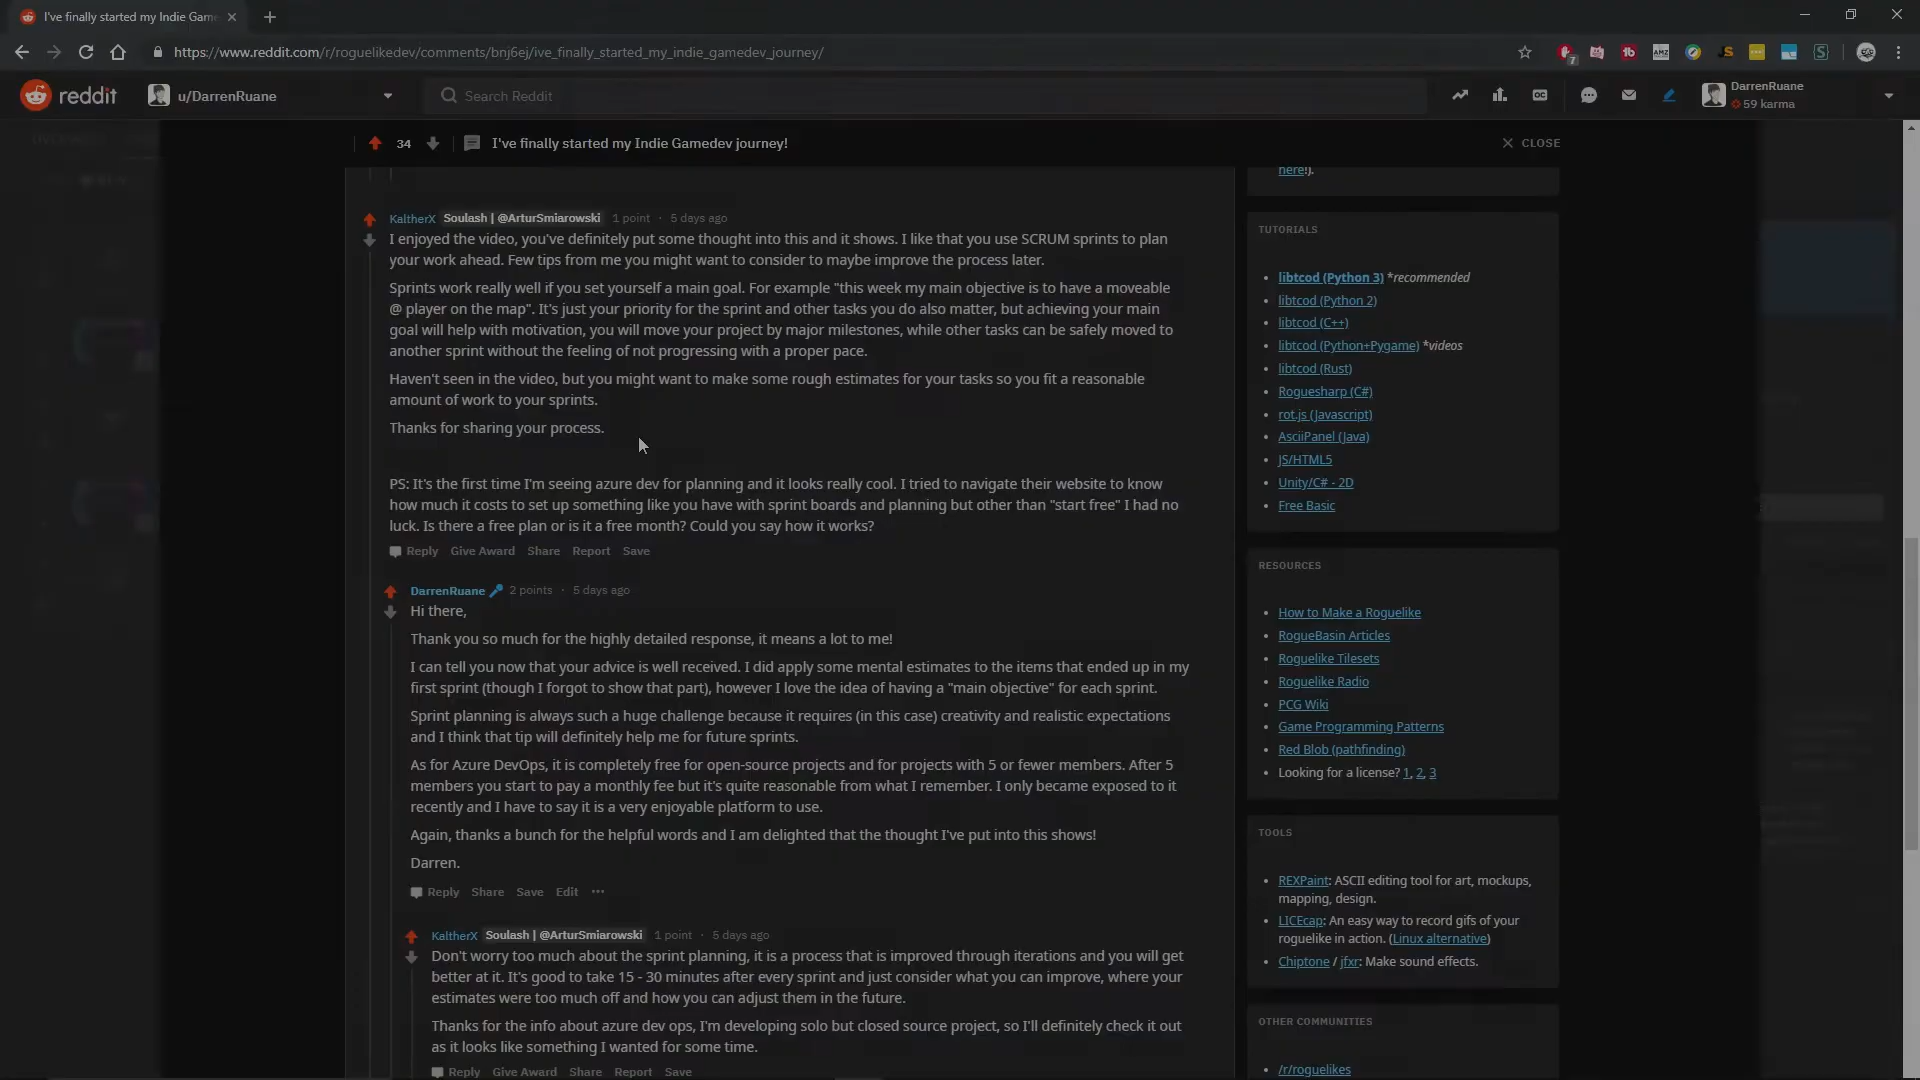 I've finally started my Indie Gam
https://www.reddit.com/r/roguelikedev/comments/bnj6ej/ive_finally_started_my_indie_gamedev_journey/
7
reddit
u/DarrenRuane
Search Reddit
DarrenRuane
59 karma
34
I've finally started my Indie Gamedev journey!
CLOSE
KaltherX Soulash | @ArturSmiarowski 1 point · 5 days ago
I enjoyed the video, you've definitely put some thought into this and it shows. I like that you use SCRUM sprints to plan
your work ahead. Few tips from me you might want to consider to maybe improve the process later.
Sprints work really well if you set yourself a main goal. For example "this week my main objective is to have a moveable
@ player on the map". It's just your priority for the sprint and other tasks you do also matter, but achieving your main
goal will help with motivation, you will move your project by major milestones, while other tasks can be safely moved to
another sprint without the feeling of not progressing with a proper pace.
Haven't seen in the video, but you might want to make some rough estimates for your tasks so you fit a reasonable
amount of work to your sprints.
Thanks for sharing your process.
PS: It's the first time I'm seeing azure dev for planning and it looks really cool. I tried to navigate their website to know
how much it costs to set up something like you have with sprint boards and planning but other than "start free" I had no
luck. Is there a free plan or is it a free month? Could you say how it works?
Reply Give Award Share Report Save
DarrenRuane 2 points · 5 days ago
Hi there,
Thank you so much for the highly detailed response, it means a lot to me!
I can tell you now that your advice is well received. I did apply some mental estimates to the items that ended up in my
first sprint (though I forgot to show that part), however I love the idea of having a "main objective" for each sprint.
Sprint planning is always such a huge challenge because it requires (in this case) creativity and realistic expectations
and I think that tip will definitely help me for future sprints.
As for Azure DevOps, it is completely free for open-source projects and for projects with 5 or fewer members. After 5
members you start to pay a monthly fee but it's quite reasonable from what I remember. I only became exposed to it
recently and I have to say it is a very enjoyable platform to use.
Again, thanks a bunch for the helpful words and I am delighted that the thought I've put into this shows!
Darren.
Reply Share Save Edit ···
KaltherX Soulash | @ArturSmiarowski 1 point · 5 days ago
Don't worry too much about the sprint planning, it is a process that is improved through iterations and you will get
better at it. It's good to take 15 - 30 minutes after every sprint and just consider what you can improve, where your
estimates were too much off and how you can adjust them in the future.
Thanks for the info about azure dev ops, I'm developing solo but closed source project, so I'll definitely check it out
as it looks like something I wanted for some time.
Reply Give Award Share Report Save
here!).
TUTORIALS
libtcod (Python 3) *recommended
libtcod (Python 2)
libtcod (C++)
libtcod (Python+Pygame) *videos
libtcod (Rust)
Roguesharp (C#)
rot.js (Javascript)
AsciiPanel (Java)
JS/HTML5
Unity/C# - 2D
Free Basic
RESOURCES
How to Make a Roguelike
RogueBasin Articles
Roguelike Tilesets
Roguelike Radio
PCG Wiki
Game Programming Patterns
Red Blob (pathfinding)
Looking for a license? 1, 2, 3
TOOLS
REXPaint: ASCII editing tool for art, mockups,
mapping, design.
LICEcap: An easy way to record gifs of your
roguelike in action. (Linux alternative)
Chiptone / jfxr: Make sound effects.
OTHER COMMUNITIES
/r/roguelikes